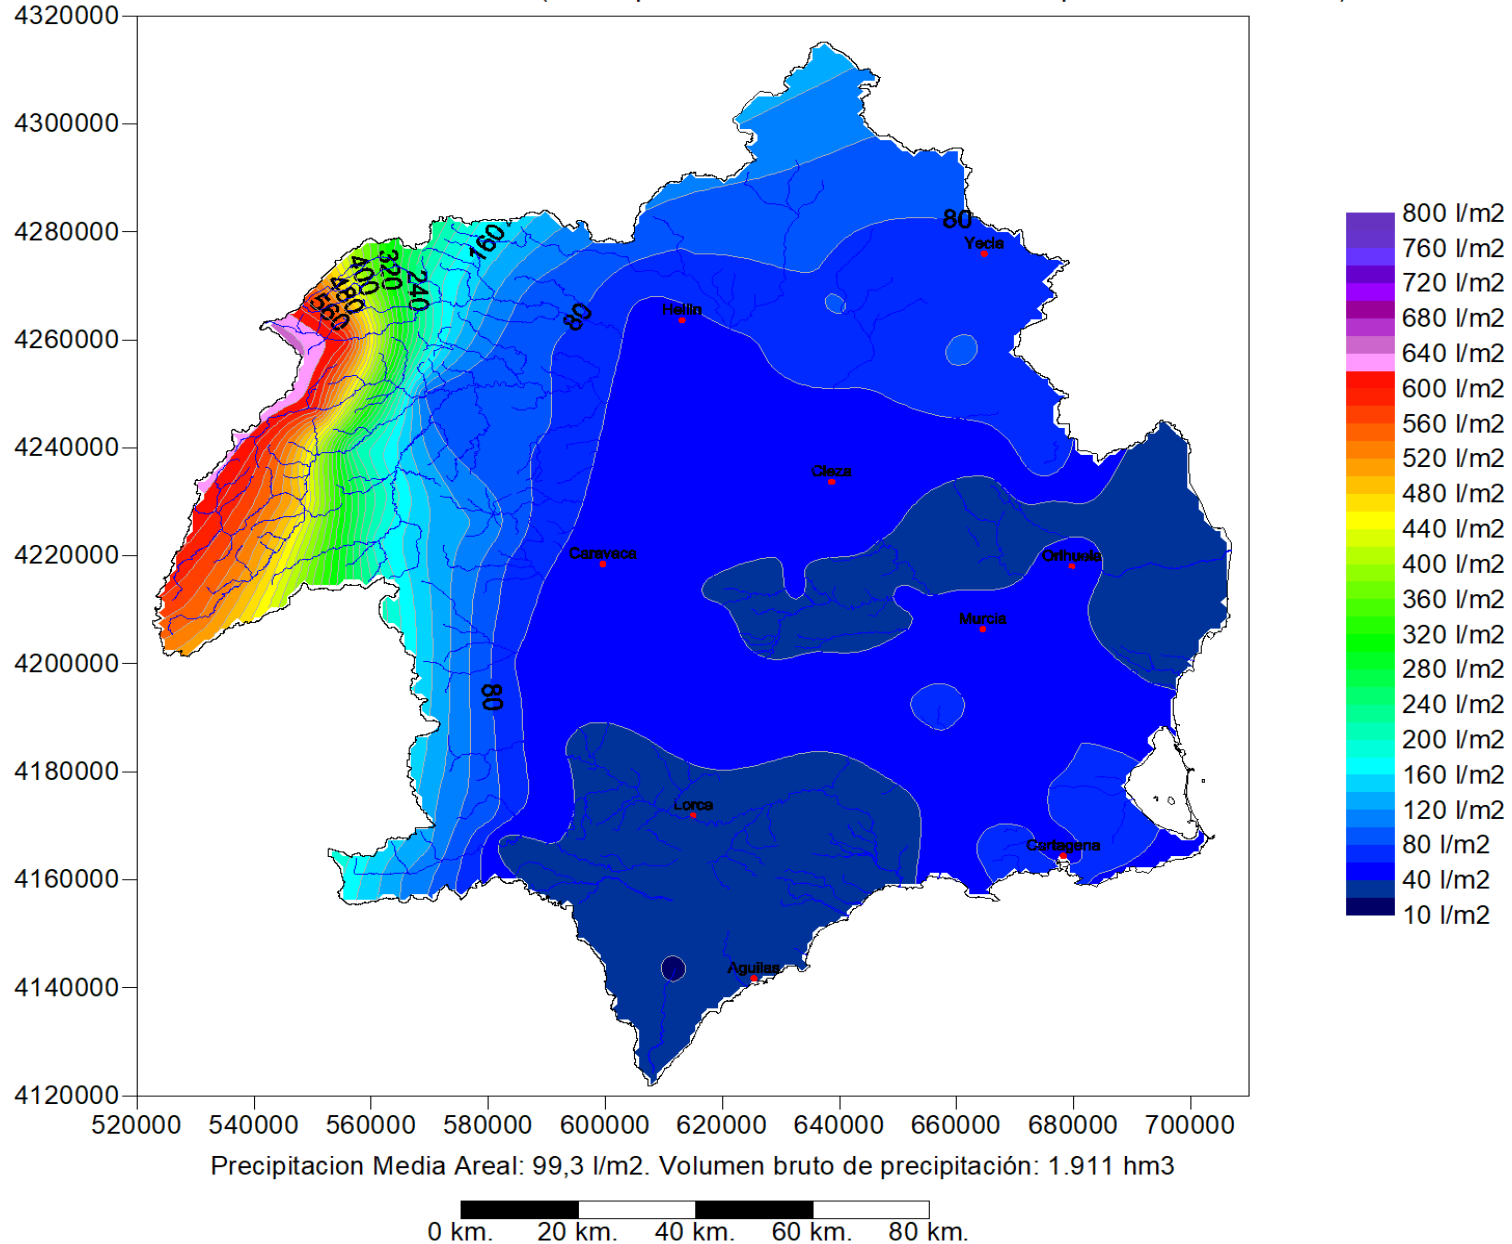 4320000
4300000
4280000
4260000
4240000
4220000
4200000
4180000
4160000
4140000
4120000
520000 540000 560000 580000 600000 620000 640000 660000 680000 700000
80
Yecla
160
320
400
240
480
560
80
Hellin
Cieza
Caravaca
Orihuela
Murcia
80
Lorca
Cartagena
Aguilas
800 l/m2
760 l/m2
720 l/m2
680 l/m2
640 l/m2
600 l/m2
560 l/m2
520 l/m2
480 l/m2
440 l/m2
400 l/m2
360 l/m2
320 l/m2
280 l/m2
240 l/m2
200 l/m2
160 l/m2
120 l/m2
80 l/m2
40 l/m2
10 l/m2
Precipitacion Media Areal: 99,3 l/m2. Volumen bruto de precipitación: 1.911 hm3
0 km. 20 km. 40 km. 60 km. 80 km.